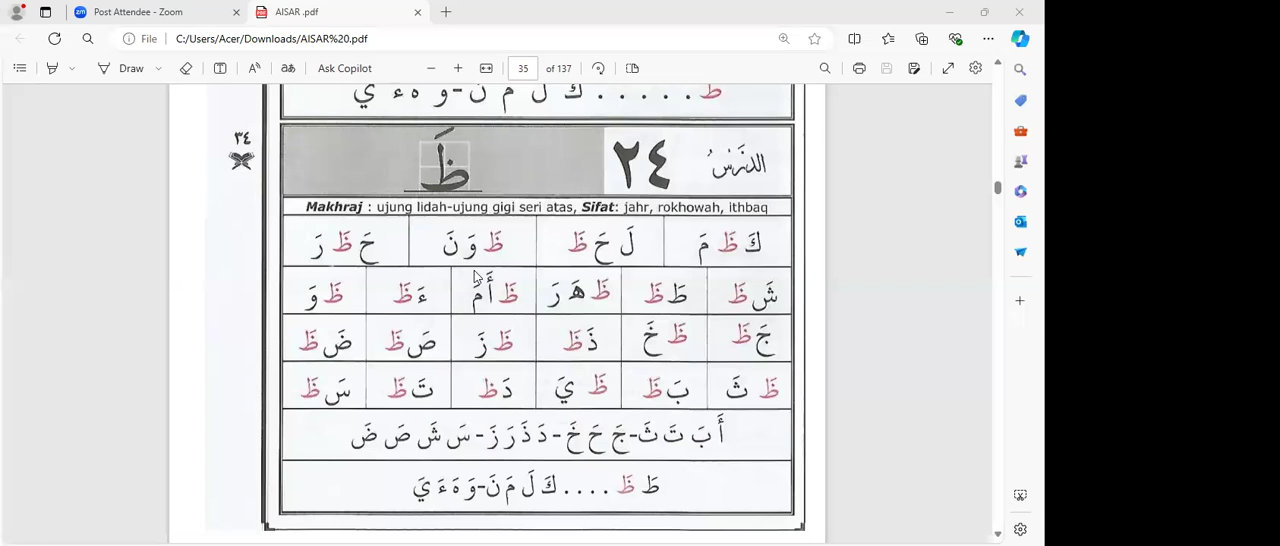 Post Attendee - Zoom
AISAR .pdf
File
C:/Users/Acer/Downloads/AISAR%20.pdf
Draw
Ask Copilot
35 of 137
ظ . . . . . ك ل م ن-و ه ء ي
٣٤
الدَّرْسُ ٢٤ ظَ
Makhraj : ujung lidah-ujung gigi seri atas, Sifat: jahr, rokhowah, ithbaq
كَ ظَ مَ لَ حَ ظَ ظَ وَ نَ حَ ظَ رَ
شَ ظَ طَ ظَ ظَ هَ رَ ظَ أَ مَ ءَ ظَ ظَ وَ
جَ ظَ ظَ خَ ذَ ظَ ظَ زَ صَ ظَ ضَ ظَ
ظَ ثَ بَ ظَ ظَ يَ دَ ظ تَ ظَ سَ ظَ
أَ بَ تَ ثَ-جَ حَ خَ-دَ ذَ رَ زَ-سَ شَ صَ ضَ
طَ ظَ . . . . كَ لَ مَ نَ-وَ هَ ءَ يَ